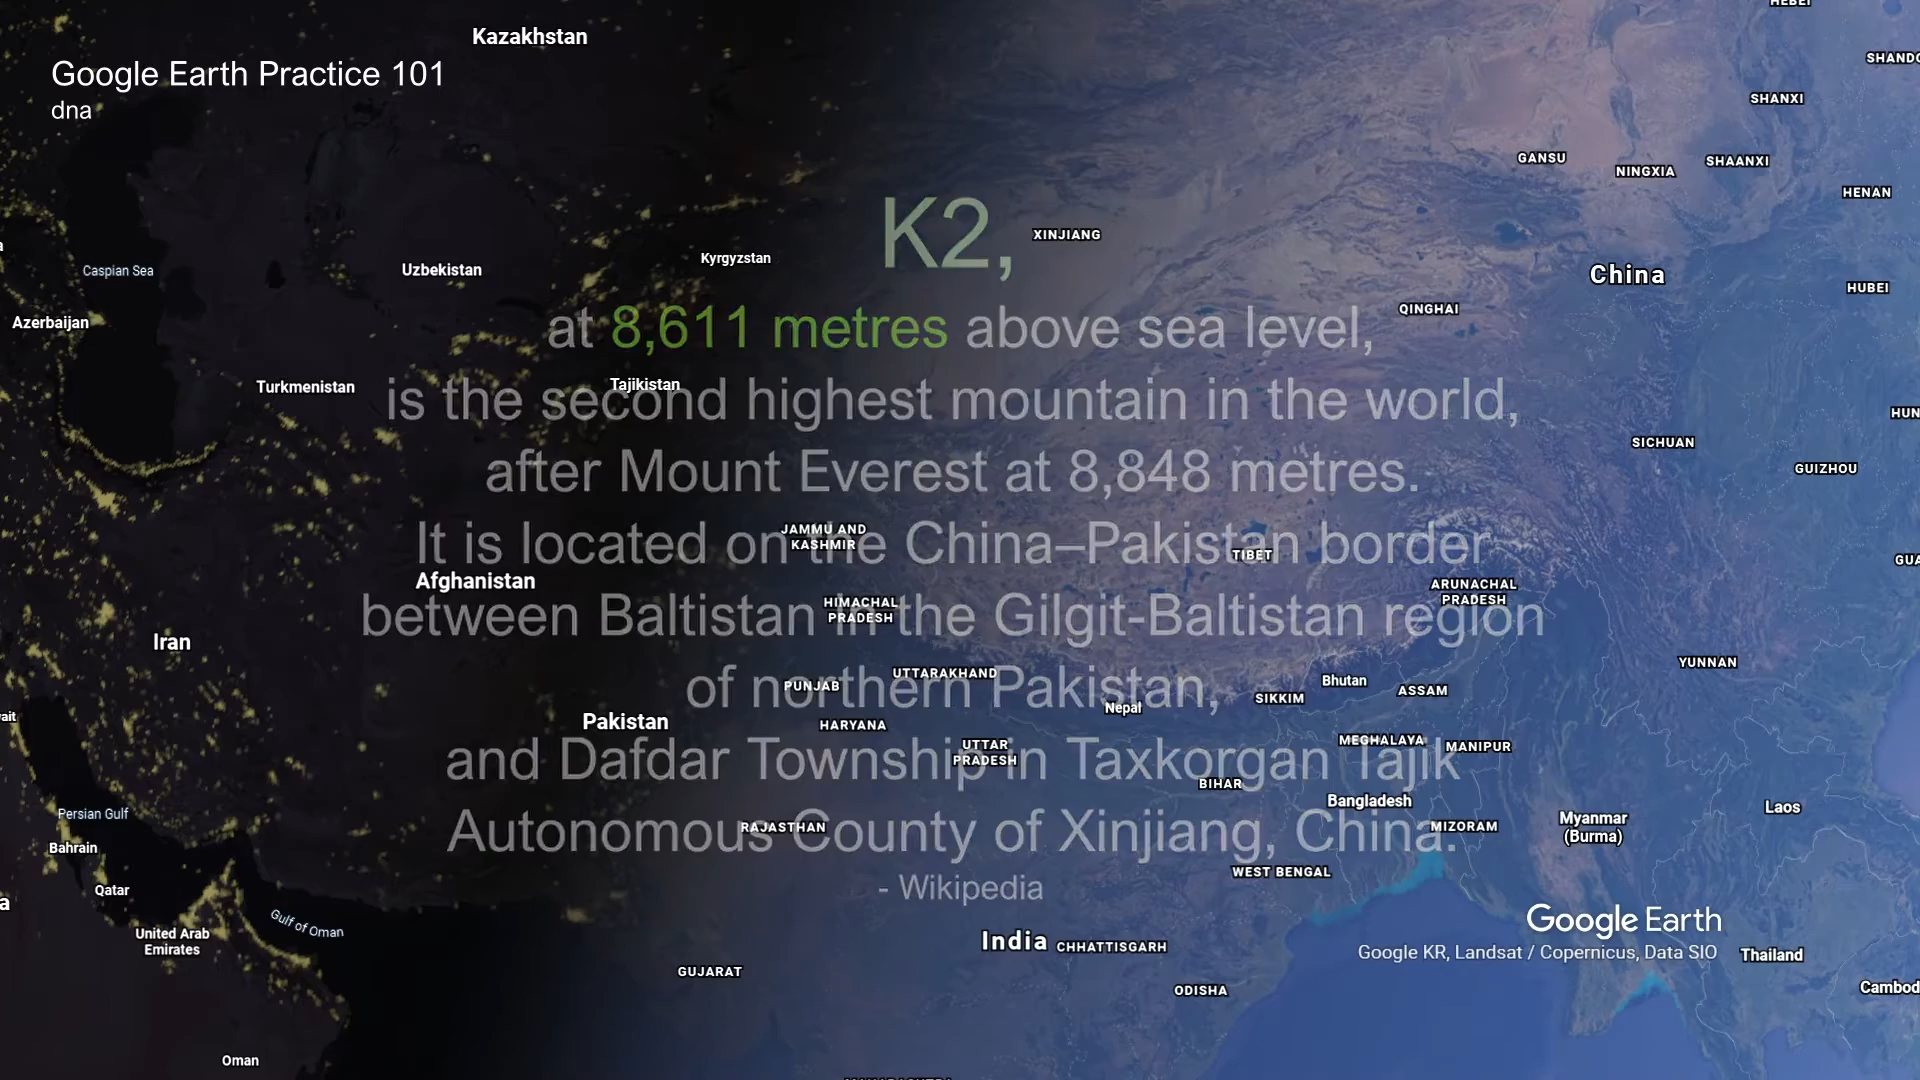 Google Earth Practice 101
dna
K2,
at 8,611 metres above sea level,
is the second highest mountain in the world,
after Mount Everest at 8,848 metres.
It is located on the China–Pakistan border
between Baltistan in the Gilgit-Baltistan region
of northern Pakistan,
and Dafdar Township in Taxkorgan Tajik
Autonomous County of Xinjiang, China.
- Wikipedia
Kazakhstan
HEBEI
SHANXI
GANSU
NINGXIA
SHAANXI
HENAN
XINJIANG
Kyrgyzstan
Caspian Sea
Uzbekistan
China
HUBEI
QINGHAI
Azerbaijan
Turkmenistan
Tajikistan
SICHUAN
GUIZHOU
JAMMU AND
KASHMIR
TIBET
Afghanistan
ARUNACHAL
PRADESH
HIMACHAL
PRADESH
Iran
YUNNAN
UTTARAKHAND
PUNJAB
Bhutan
SIKKIM
ASSAM
Nepal
Pakistan
HARYANA
UTTAR
PRADESH
MEGHALAYA
MANIPUR
BIHAR
Bangladesh
Laos
Persian Gulf
RAJASTHAN
MIZORAM
Myanmar
(Burma)
Bahrain
WEST BENGAL
Qatar
Gulf of Oman
United Arab
Emirates
India
CHHATTISGARH
Google Earth
Google KR, Landsat / Copernicus, Data SIO
Thailand
GUJARAT
ODISHA
Cambod
Oman